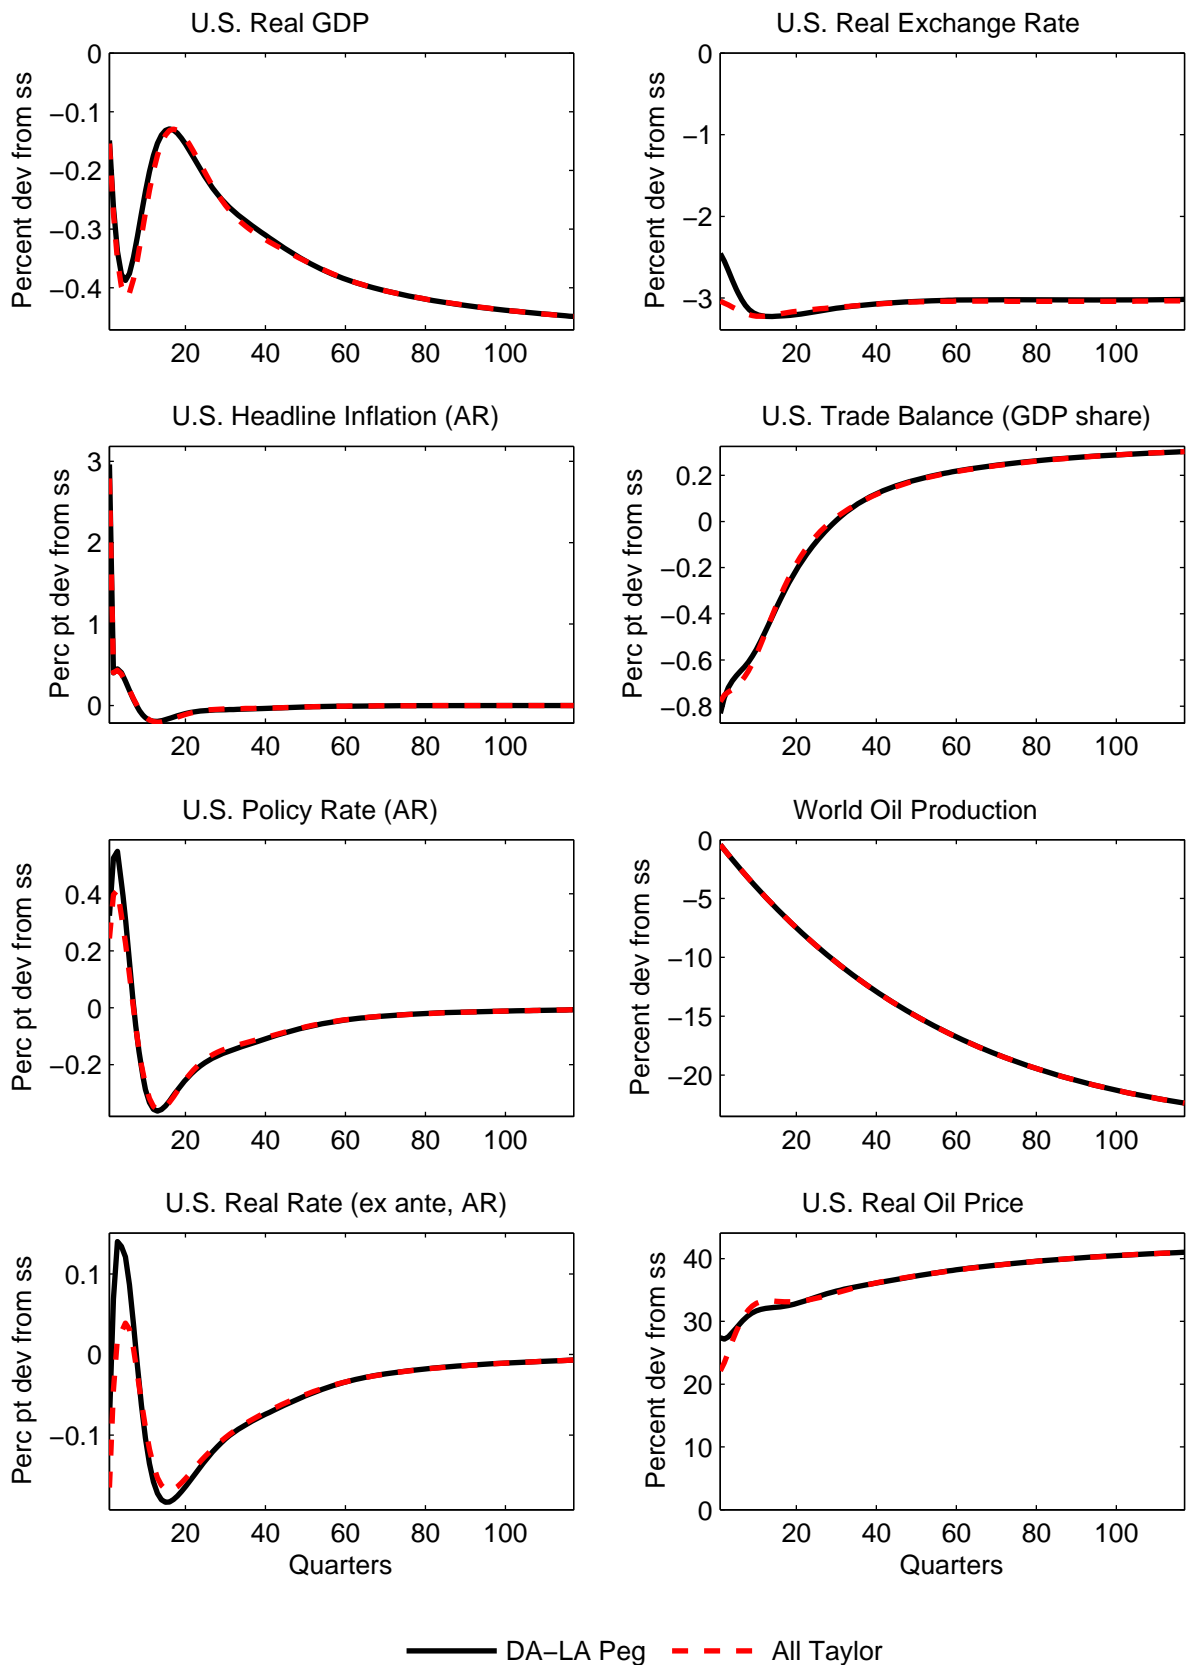 U.S. Real GDP
Percent dev from ss
0
−0.1
−0.2
−0.3
−0.4
20 40 60 80 100
U.S. Real Exchange Rate
Percent dev from ss
0
−1
−2
−3
20 40 60 80 100
U.S. Headline Inflation (AR)
Perc pt dev from ss
3
2
1
0
20 40 60 80 100
U.S. Trade Balance (GDP share)
Perc pt dev from ss
0.2
0
−0.2
−0.4
−0.6
−0.8
20 40 60 80 100
U.S. Policy Rate (AR)
Perc pt dev from ss
0.4
0.2
0
−0.2
20 40 60 80 100
World Oil Production
Percent dev from ss
0
−5
−10
−15
−20
20 40 60 80 100
U.S. Real Rate (ex ante, AR)
Perc pt dev from ss
0.1
0
−0.1
20 40 60 80 100
Quarters
U.S. Real Oil Price
Percent dev from ss
40
30
20
10
0
20 40 60 80 100
Quarters
DA−LA Peg All Taylor